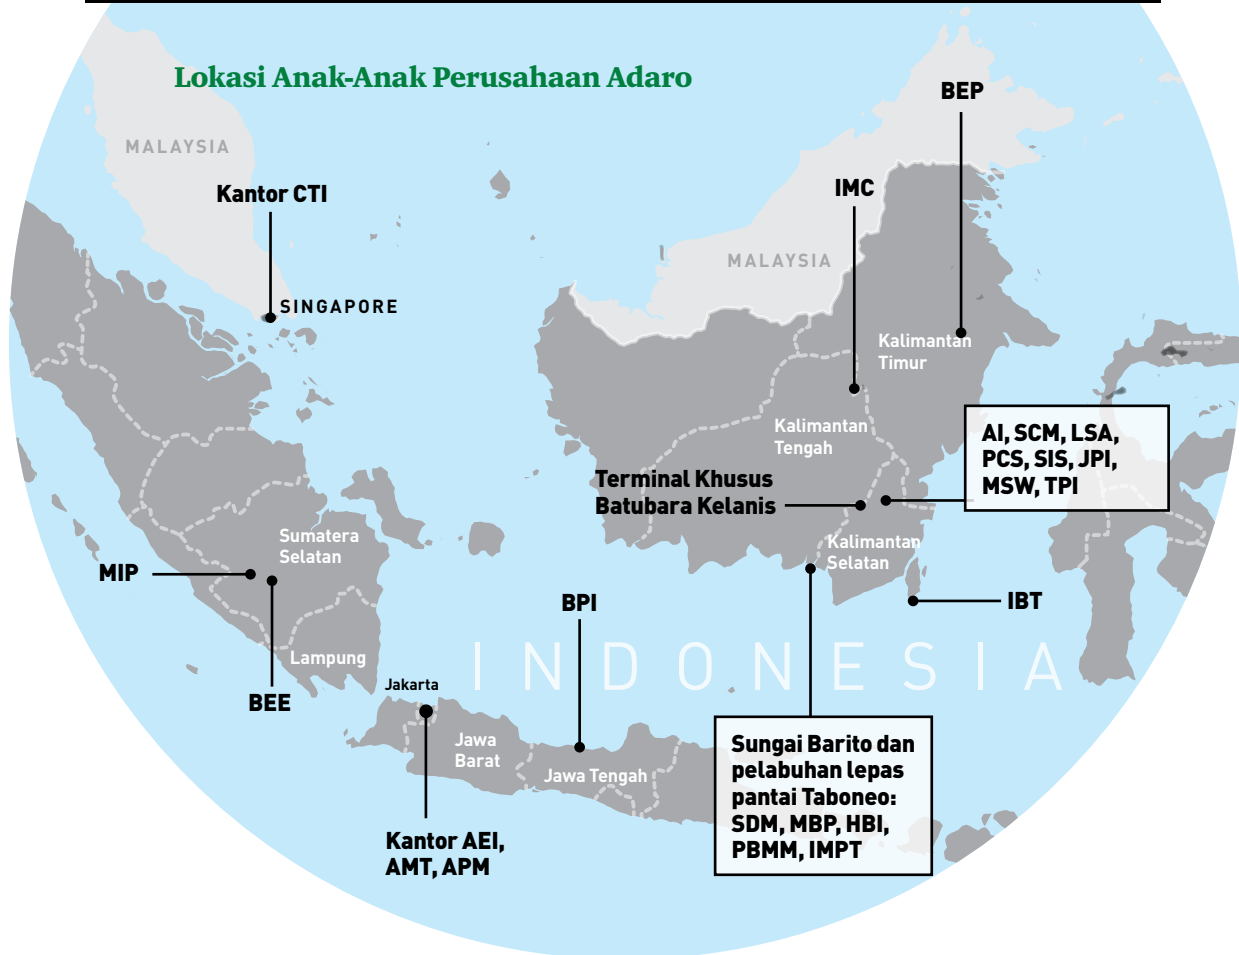 Lokasi Anak-Anak Perusahaan Adaro
BEP
MALAYSIA
Kantor CTI
IMC
MALAYSIA
SINGAPORE
Kalimantan
Timur
Kalimantan
Tengah
AI, SCM, LSA,
PCS, SIS, JPI,
MSW, TPI
Terminal Khusus
Batubara Kelanis
Sumatera
Selatan
Kalimantan
Selatan
MIP
BPI
IBT
INDONESIA
Lampung
Jakarta
BEE
Jawa
Barat
Jawa Tengah
Sungai Barito dan
pelabuhan lepas
pantai Taboneo:
SDM, MBP, HBI,
PBMM, IMPT
Kantor AEI,
AMT, APM